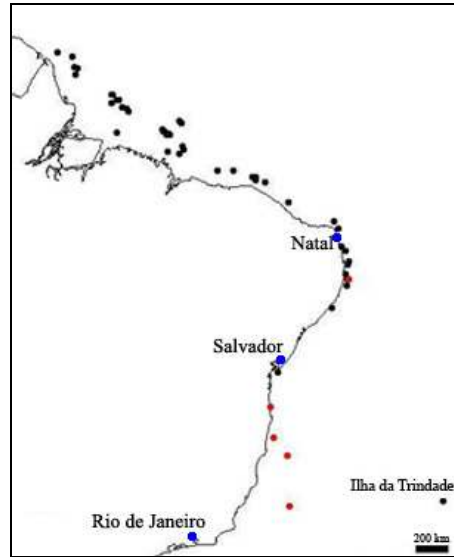 Natal
Salvador
Ilha da Trindade
Rio de Janeiro
200 km